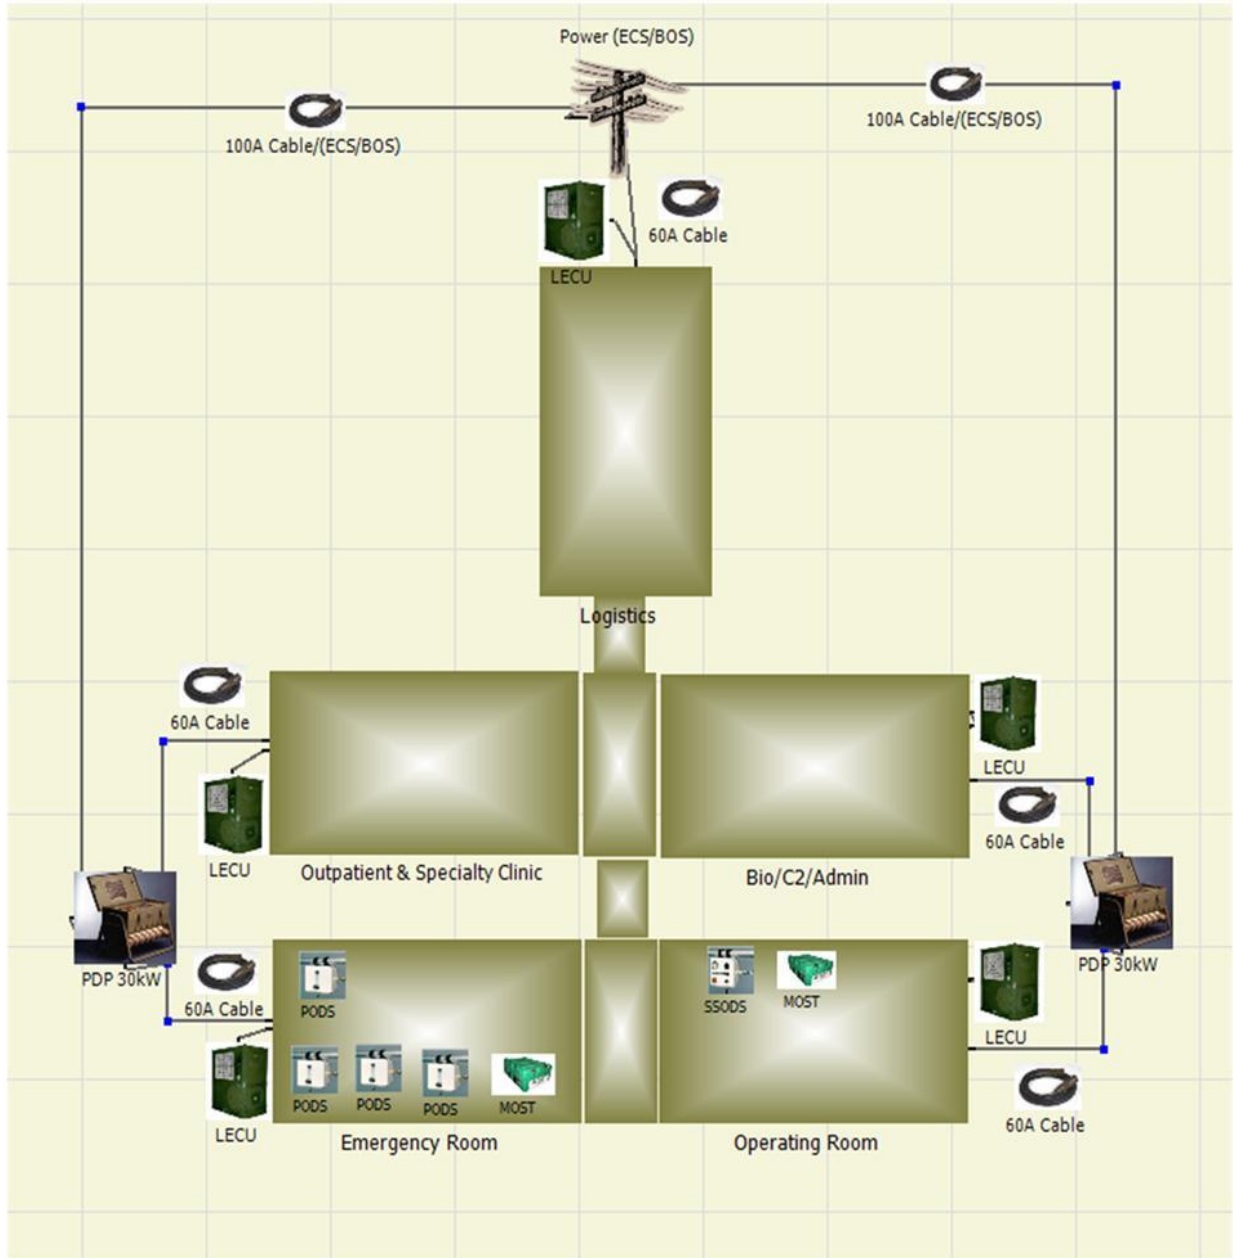 Power (ECS/BOS)
100A Cable/(ECS/BOS)
100A Cable/(ECS/BOS)
60A Cable
LECU
Logistics
60A Cable
LECU
LECU
60A Cable
Outpatient & Specialty Clinic
Bio/C2/Admin
PDP 30kW
PDP 30kW
60A Cable
PODS
SSODS
MOST
LECU
PODS
PODS
PODS
MOST
LECU
60A Cable
Emergency Room
Operating Room